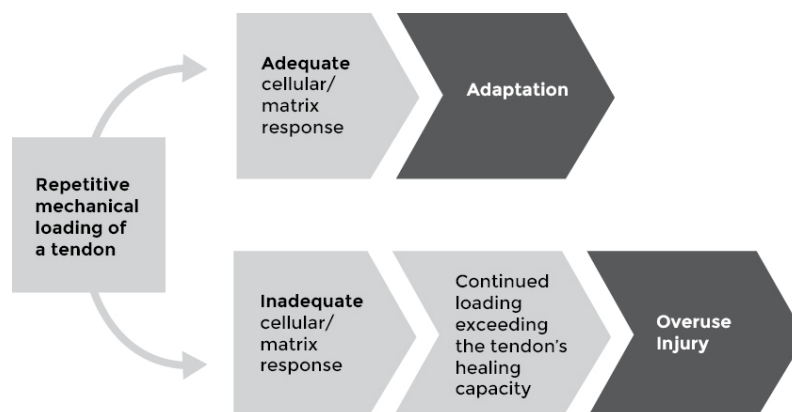 Repetitive
mechanical
loading of
a tendon
Adequate
cellular/
matrix
response
Adaptation
Inadequate
cellular/
matrix
response
Continued
loading
exceeding
the tendon's
healing
capacity
Overuse
Injury